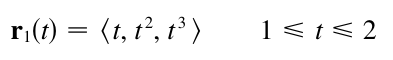 r₁(t) = ⟨t, t², t³⟩ 1 ⩽ t ⩽ 2